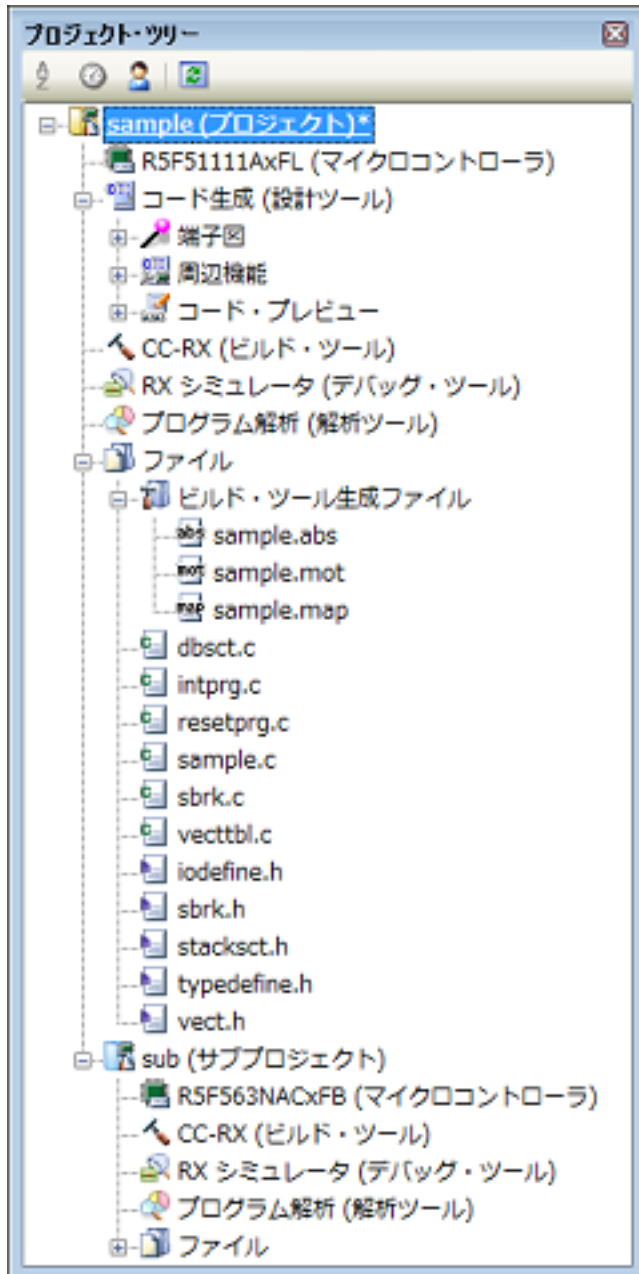 プロジェクト・ツリー
sample (プロジェクト)*
R5F51111AxFL (マイクロコントローラ)
コード生成 (設計ツール)
端子図
周辺機能
コード・プレビュー
CC-RX (ビルド・ツール)
RX シミュレータ (デバッグ・ツール)
プログラム解析 (解析ツール)
ファイル
ビルド・ツール生成ファイル
abs sample.abs
mot sample.mot
map sample.map
dbsct.c
intprg.c
resetprg.c
sample.c
sbrk.c
vecttbl.c
iodefine.h
sbrk.h
stacksct.h
typedefine.h
vect.h
sub (サブプロジェクト)
R5F563NACxFB (マイクロコントローラ)
CC-RX (ビルド・ツール)
RX シミュレータ (デバッグ・ツール)
プログラム解析 (解析ツール)
ファイル